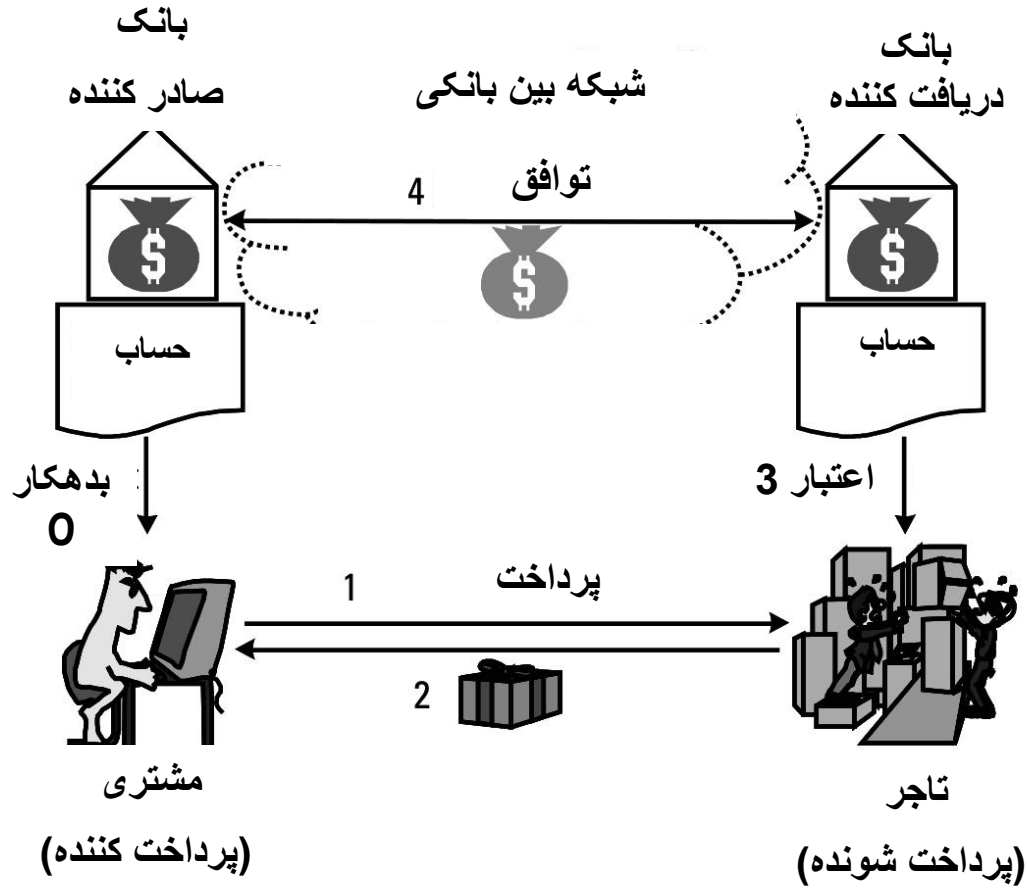 بانک
صادر کننده
شبکه بین بانکی
بانک
دریافت کننده
4 توافق
حساب
حساب
بدهکار
0
اعتبار 3
1 پرداخت
2
مشتری
(پرداخت کننده)
تاجر
(پرداخت شونده)